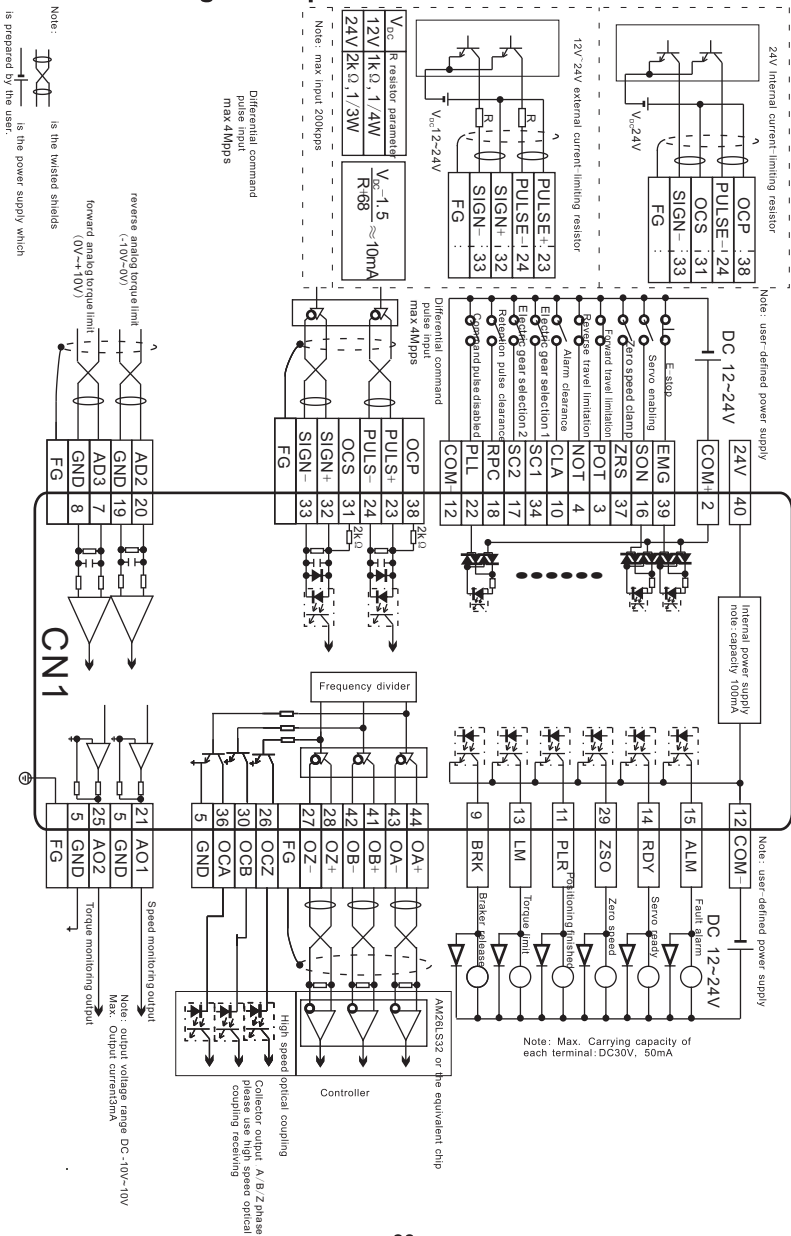 24V Internal current-limiting resistor
OCP 38
PULSE- 24
OCS 31
SIGN- 33
FG
VDC24V
12V~24V external current-limiting resistor
PULSE+ 23
PULSE- 24
SIGN+ 32
SIGN- 33
FG
R
R
VDC 12~24V
VDC R resistor parameter
12V 1kΩ,1/4W
24V 2kΩ,1/3W
VDC-1.5
R+68
≈10mA
Note: max input 200kpps
Differential command
pulse input
max 4Mpps
Note:
is the twisted shields
is the power supply which
is prepared by the user.
Note: user-defined power supply
DC 12~24V
24V 40
COM+ 2
E-stop
EMG 39
Servo enabling
SON 16
Zero speed clamp
ZRS 37
Forward travel limitation
POT 3
Reverse travel limitation
NOT 4
Alarm clearance
CLA 10
Electric gear selection 1
SC1 34
Electric gear selection 2
SC2 17
Retention pulse clearance
RPC 18
Command pulse disabled
PLL 22
COM- 12
Differential command
pulse input
max 4Mpps
OCP 38
PULS+ 23
PULS- 24
OCS 31
SIGN+ 32
SIGN- 33
FG
2kΩ
2kΩ
reverse analog torque limit
(-10V~0V)
forward analog torque limit
(0V~+10V)
AD2 20
GND 19
AD3 7
GND 8
FG
CN1
Internal power supply
note:capacity 100mA
Frequency divider
Note: user-defined power supply
12 COM-
DC 12~24V
15 ALM
Fault alarm
14 RDY
Servo ready
29 ZSO
Zero speed
11 PLR
Positioning finished
13 LM
Torque limit
9 BRK
Braker release
Note: Max. Carrying capacity of
each terminal:DC30V, 50mA
44 OA+
43 OA-
41 OB+
42 OB-
28 OZ+
27 OZ-
FG
26 OCZ
30 OCB
36 OCA
5 GND
AM26LS32 or the equivalent chip
Controller
High speed optical coupling
Collector output A/B/Z phase
please use high speed optical
coupling receiving
21 AO1
5 GND
25 AO2
5 GND
FG
Speed monitoring output
Torque monitoring output
Note: output voltage range DC -10V~10V
Max. Output current3mA